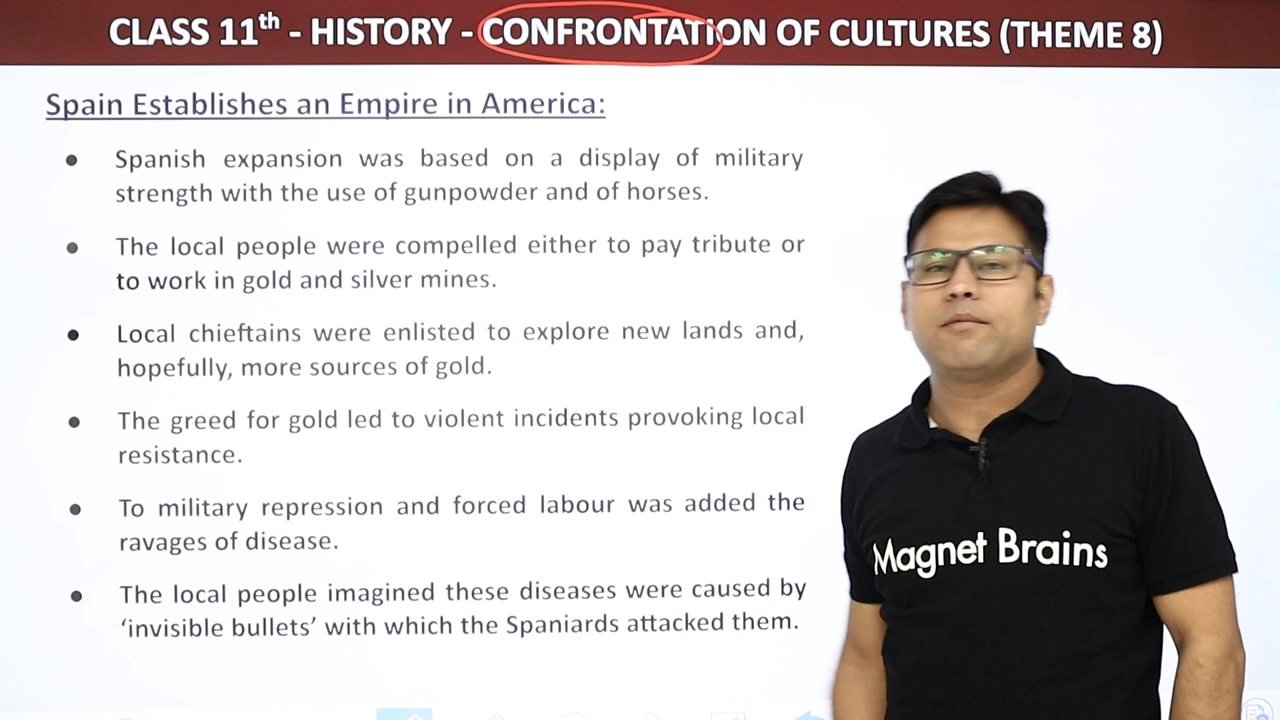 CLASS 11th - HISTORY - CONFRONTATION OF CULTURES (THEME 8)
Spain Establishes an Empire in America:
● Spanish expansion was based on a display of military
strength with the use of gunpowder and of horses.
● The local people were compelled either to pay tribute or
to work in gold and silver mines.
● Local chieftains were enlisted to explore new lands and,
hopefully, more sources of gold.
● The greed for gold led to violent incidents provoking local
resistance.
● To military repression and forced labour was added the
ravages of disease.
● The local people imagined these diseases were caused by
‘invisible bullets’ with which the Spaniards attacked them.
Magnet Brains